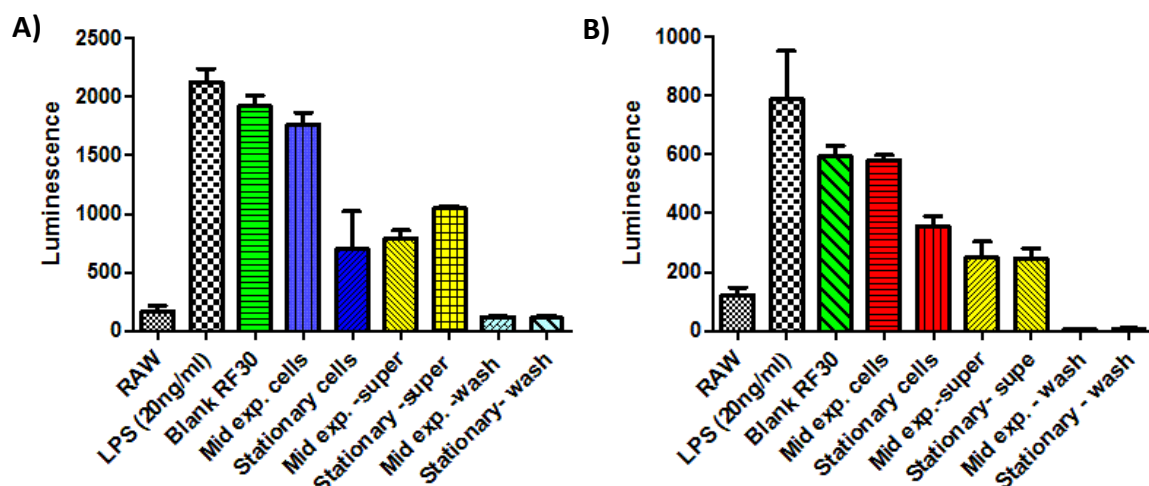 A)
Luminescence
2500
2000
1500
1000
500
0
RAW
LPS (20ng/ml)
Blank RF30
Mid exp. cells
Stationary cells
Mid exp. -super
Stationary -super
Mid exp. -wash
Stationary- wash
B)
Luminescence
1000
800
600
400
200
0
RAW
LPS (20ng/ml)
Blank RF30
Mid exp. cells
Stationary cells
Mid exp.-super
Stationary- supe
Mid exp. - wash
Stationary - wash